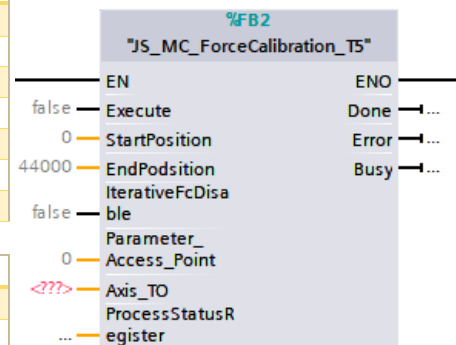 %FB2
"JS_MC_ForceCalibration_T5"
EN ENO
false Execute Done ...
0 StartPosition Error ...
44000 EndPodsition Busy ...
IterativeFcDisa
false ble
Parameter_
0 Access_Point
<???> Axis_TO
ProcessStatusR
... egister